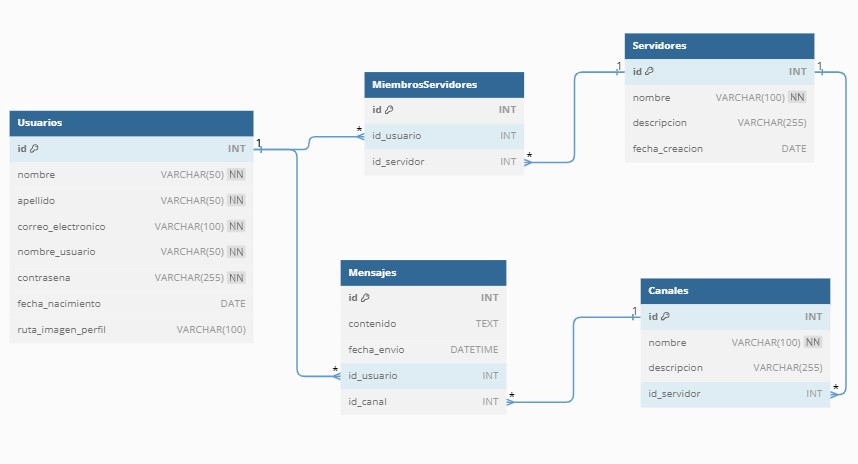 Usuarios
id INT
nombre VARCHAR(50) NN
apellido VARCHAR(50) NN
correo_electronico VARCHAR(100) NN
nombre_usuario VARCHAR(50) NN
contrasena VARCHAR(255) NN
fecha_nacimiento DATE
ruta_imagen_perfil VARCHAR(100)
1
*
MiembrosServidores
id INT
id_usuario INT
id_servidor INT
*
1
Servidores
id INT
nombre VARCHAR(100) NN
descripcion VARCHAR(255)
fecha_creacion DATE
1
*
Mensajes
id INT
contenido TEXT
fecha_envio DATETIME
id_usuario INT
id_canal INT
*
1
Canales
id INT
nombre VARCHAR(100) NN
descripcion VARCHAR(255)
id_servidor INT
*